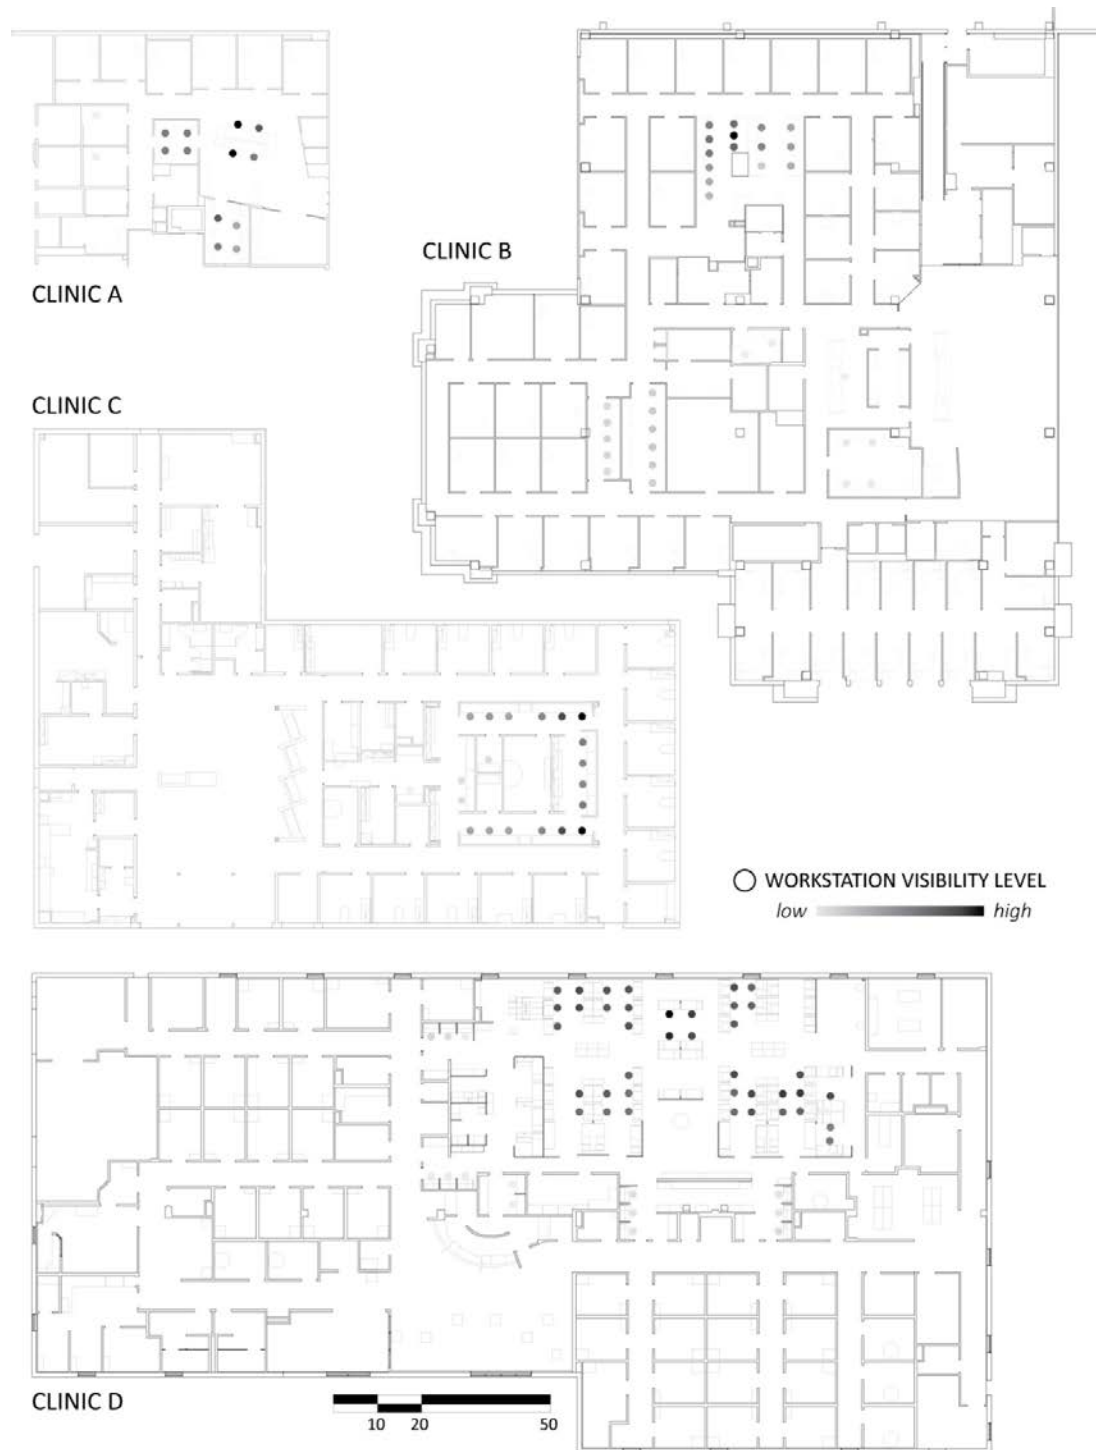 CLINIC A
CLINIC B
CLINIC C
WORKSTATION VISIBILITY LEVEL
low high
CLINIC D
10 20 50